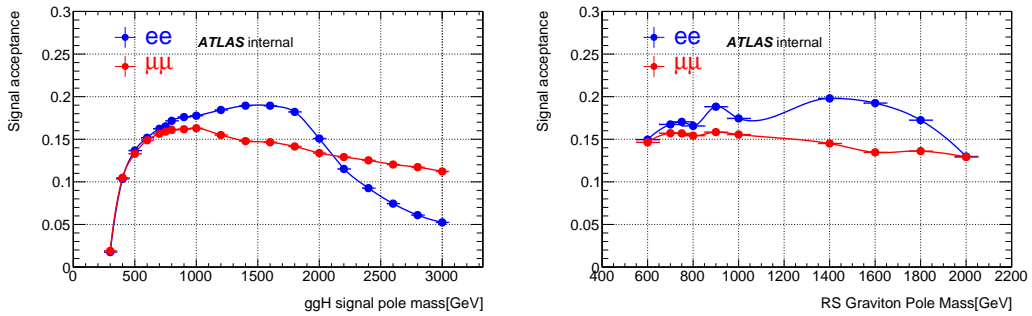 Signal acceptance
0.3
0.25
0.2
0.15
0.1
0.05
0
ee
μμ
ATLAS internal
0 500 1000 1500 2000 2500 3000
ggH signal pole mass[GeV]
Signal acceptance
0.3
0.25
0.2
0.15
0.1
0.05
0
ee
μμ
ATLAS internal
400 600 800 1000 1200 1400 1600 1800 2000 2200
RS Graviton Pole Mass[GeV]